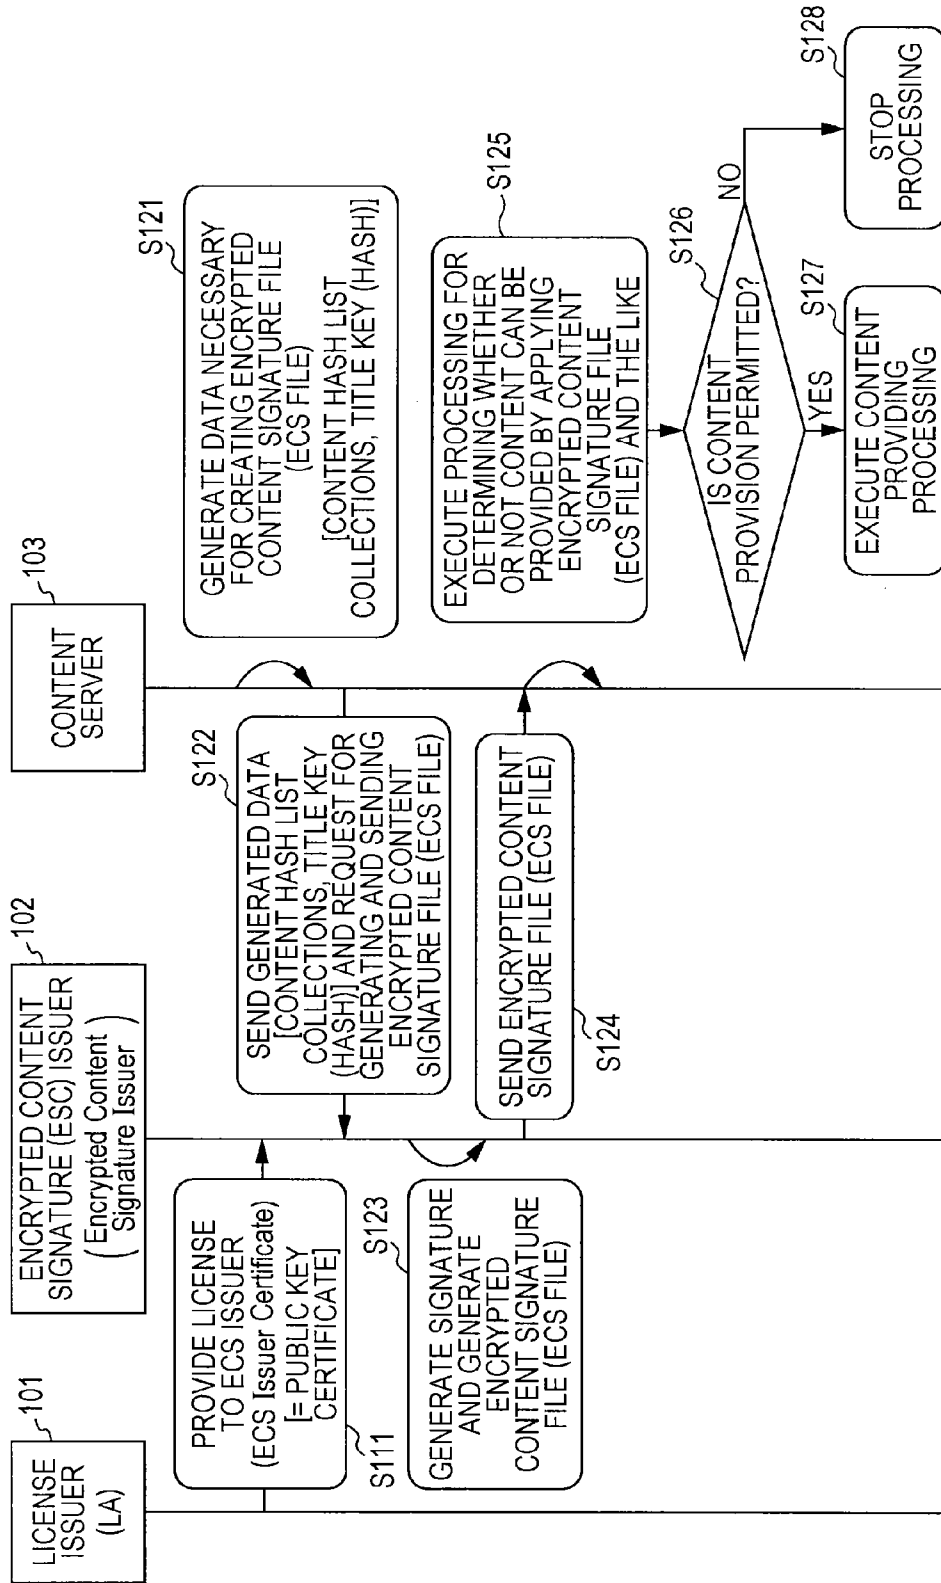 101
LICENSE
ISSUER
(LA)
102
ENCRYPTED CONTENT
SIGNATURE (ESC) ISSUER
(Encrypted Content
Signature Issuer)
103
CONTENT
SERVER
PROVIDE LICENSE
TO ECS ISSUER
(ECS Issuer Certificate)
[= PUBLIC KEY
CERTIFICATE]
S111
S121
GENERATE DATA NECESSARY
FOR CREATING ENCRYPTED
CONTENT SIGNATURE FILE
(ECS FILE)
[CONTENT HASH LIST
COLLECTIONS, TITLE KEY (HASH)]
S122
SEND GENERATED DATA
[CONTENT HASH LIST
COLLECTIONS, TITLE KEY
(HASH)] AND REQUEST FOR
GENERATING AND SENDING
ENCRYPTED CONTENT
SIGNATURE FILE (ECS FILE)
S123
GENERATE SIGNATURE
AND GENERATE
ENCRYPTED
CONTENT SIGNATURE
FILE (ECS FILE)
SEND ENCRYPTED CONTENT
SIGNATURE FILE (ECS FILE)
S124
S125
EXECUTE PROCESSING FOR
DETERMINING WHETHER
OR NOT CONTENT CAN BE
PROVIDED BY APPLYING
ENCRYPTED CONTENT
SIGNATURE FILE
(ECS FILE) AND THE LIKE
S126
IS CONTENT
PROVISION PERMITTED?
NO
YES
S127
EXECUTE CONTENT
PROVIDING
PROCESSING
S128
STOP
PROCESSING